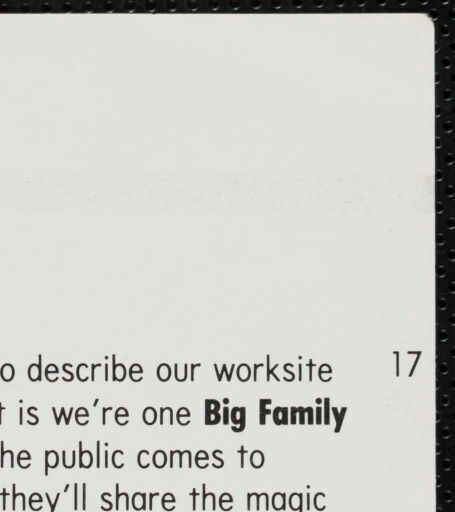 o describe our worksite 17
t is we're one Big Family
he public comes to
they'll share the magic